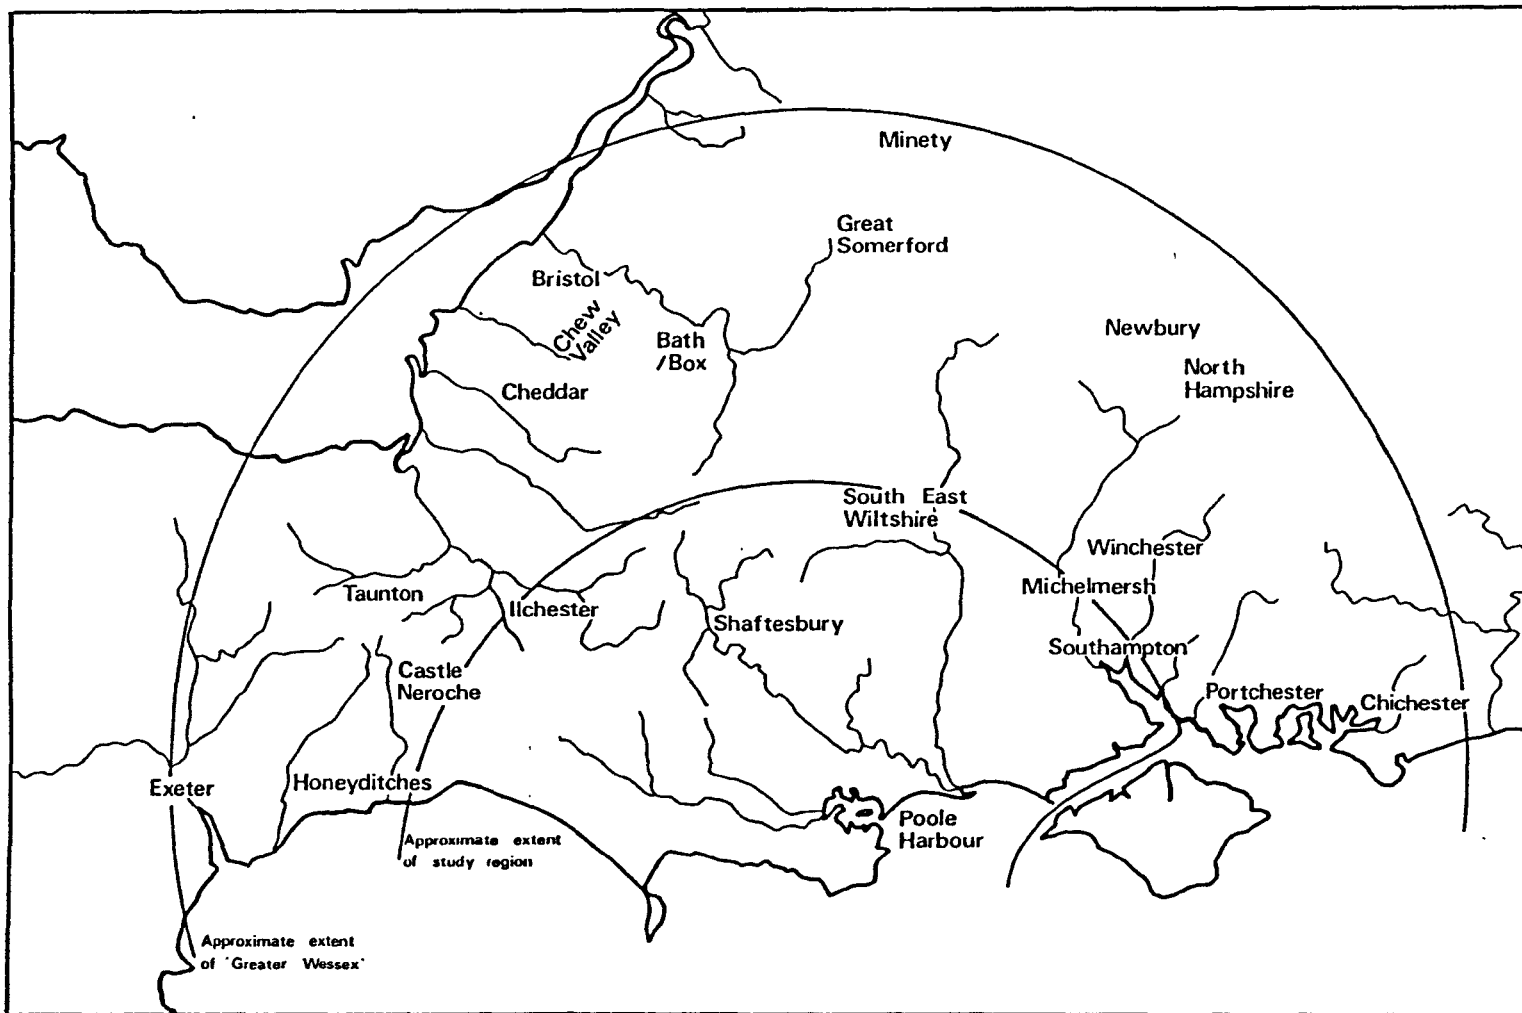 Minety
Great
Somerford
Bristol
Chew
Valley
Bath
/Box
Newbury
North
Hampshire
Cheddar
South East
Wiltshire
Winchester
Michelmersh
Taunton
Ilchester
Shaftesbury
Southampton
Castle
Neroche
Portchester
Chichester
Exeter
Honeyditches
Poole
Harbour
Approximate extent
of study region
Approximate extent
of 'Greater Wessex'